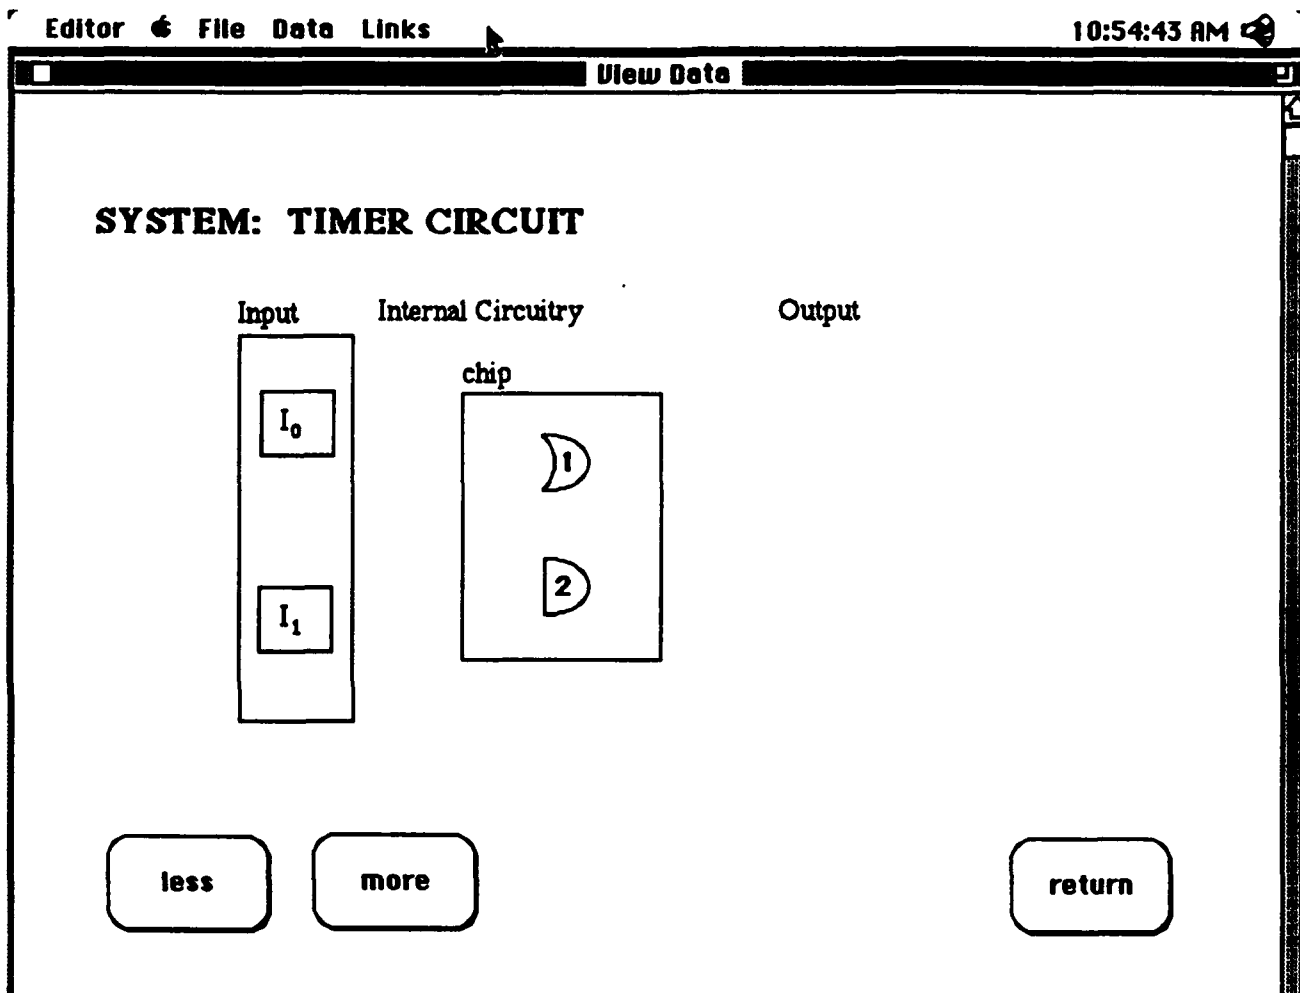 Editor File Data Links 10:54:43 AM
View Data
SYSTEM: TIMER CIRCUIT
Input Internal Circuitry Output
chip
I₀
1
2
I₁
less more return